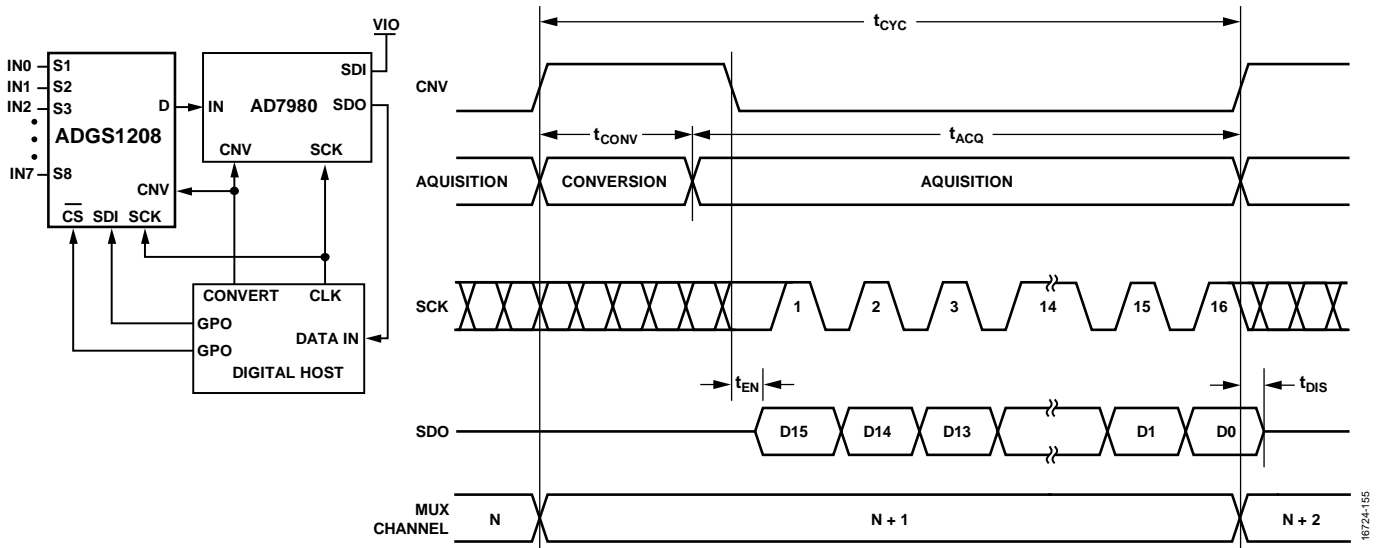 VIO
IN0 S1
IN1 S2
IN2 S3
IN7 S8
D
ADGS1208
CNV
CS SDI SCK
SDI
IN AD7980 SDO
CNV SCK
CONVERT CLK
GPO
DATA IN
GPO
DIGITAL HOST
tCYC
CNV
tCONV tACQ
AQUISITION CONVERSION AQUISITION
SCK 1 2 3 14 15 16
tEN tDIS
SDO D15 D14 D13 D1 D0
MUX
CHANNEL N N + 1 N + 2
16724-155